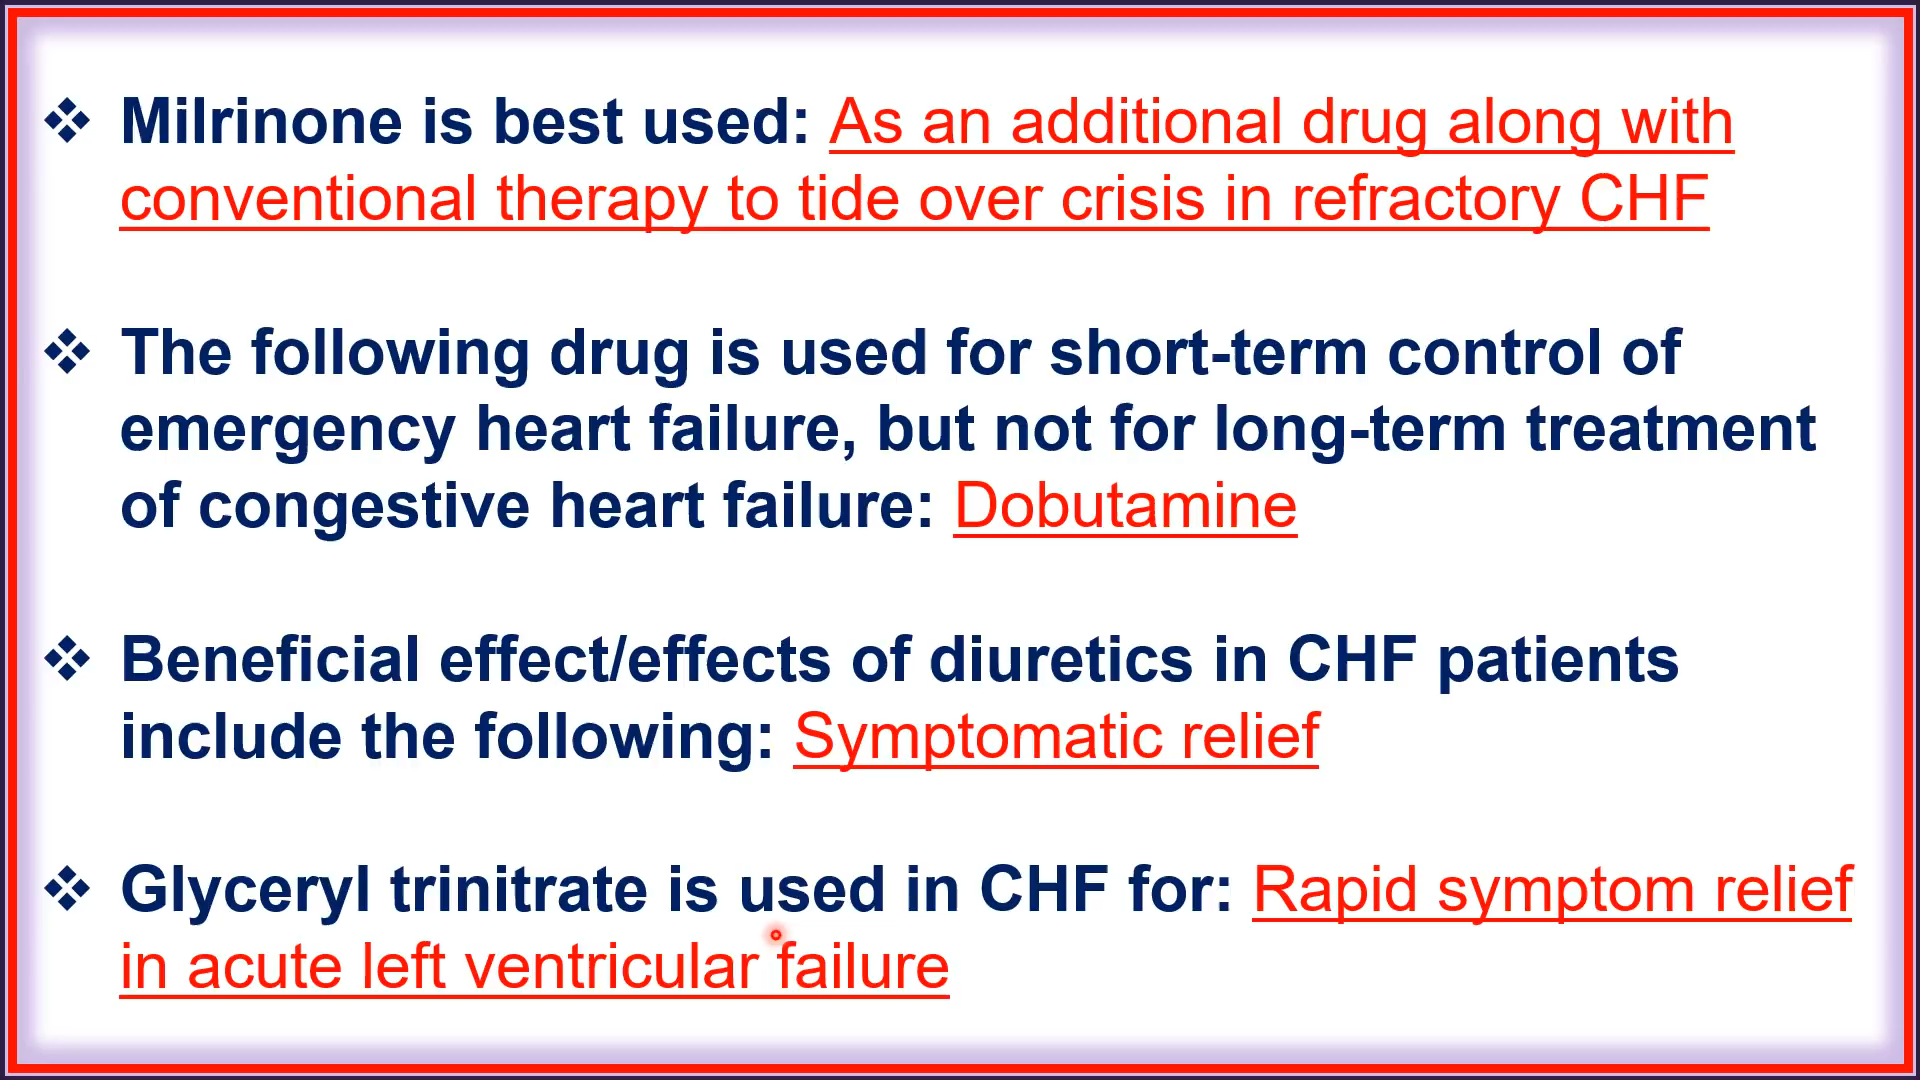 ❖ Milrinone is best used: As an additional drug along with
conventional therapy to tide over crisis in refractory CHF
❖ The following drug is used for short-term control of
emergency heart failure, but not for long-term treatment
of congestive heart failure: Dobutamine
❖ Beneficial effect/effects of diuretics in CHF patients
include the following: Symptomatic relief
❖ Glyceryl trinitrate is used in CHF for: Rapid symptom relief
in acute left ventricular failure